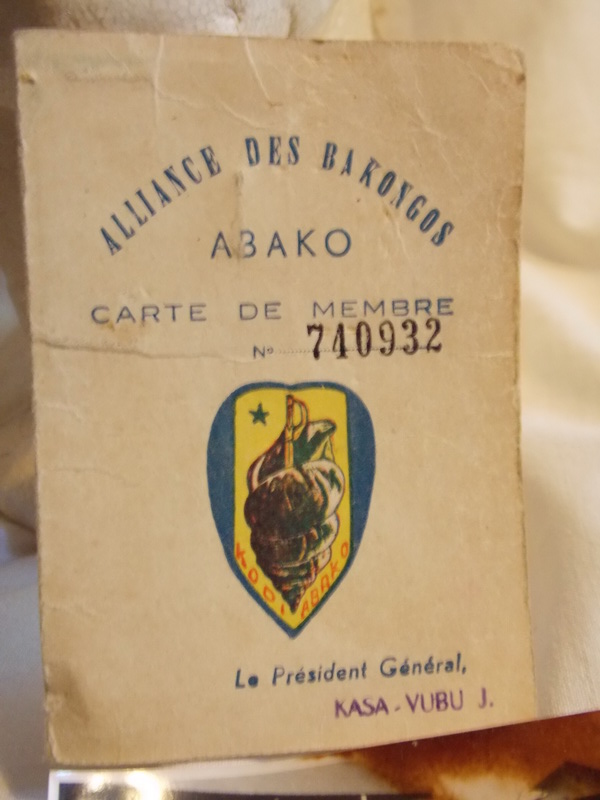 ALLIANCE DES BAKONGOS
ABAKO
CARTE DE MEMBRE
N° 740932
KODI ABAKO
Le Président Général,
KASA-VUBU J.